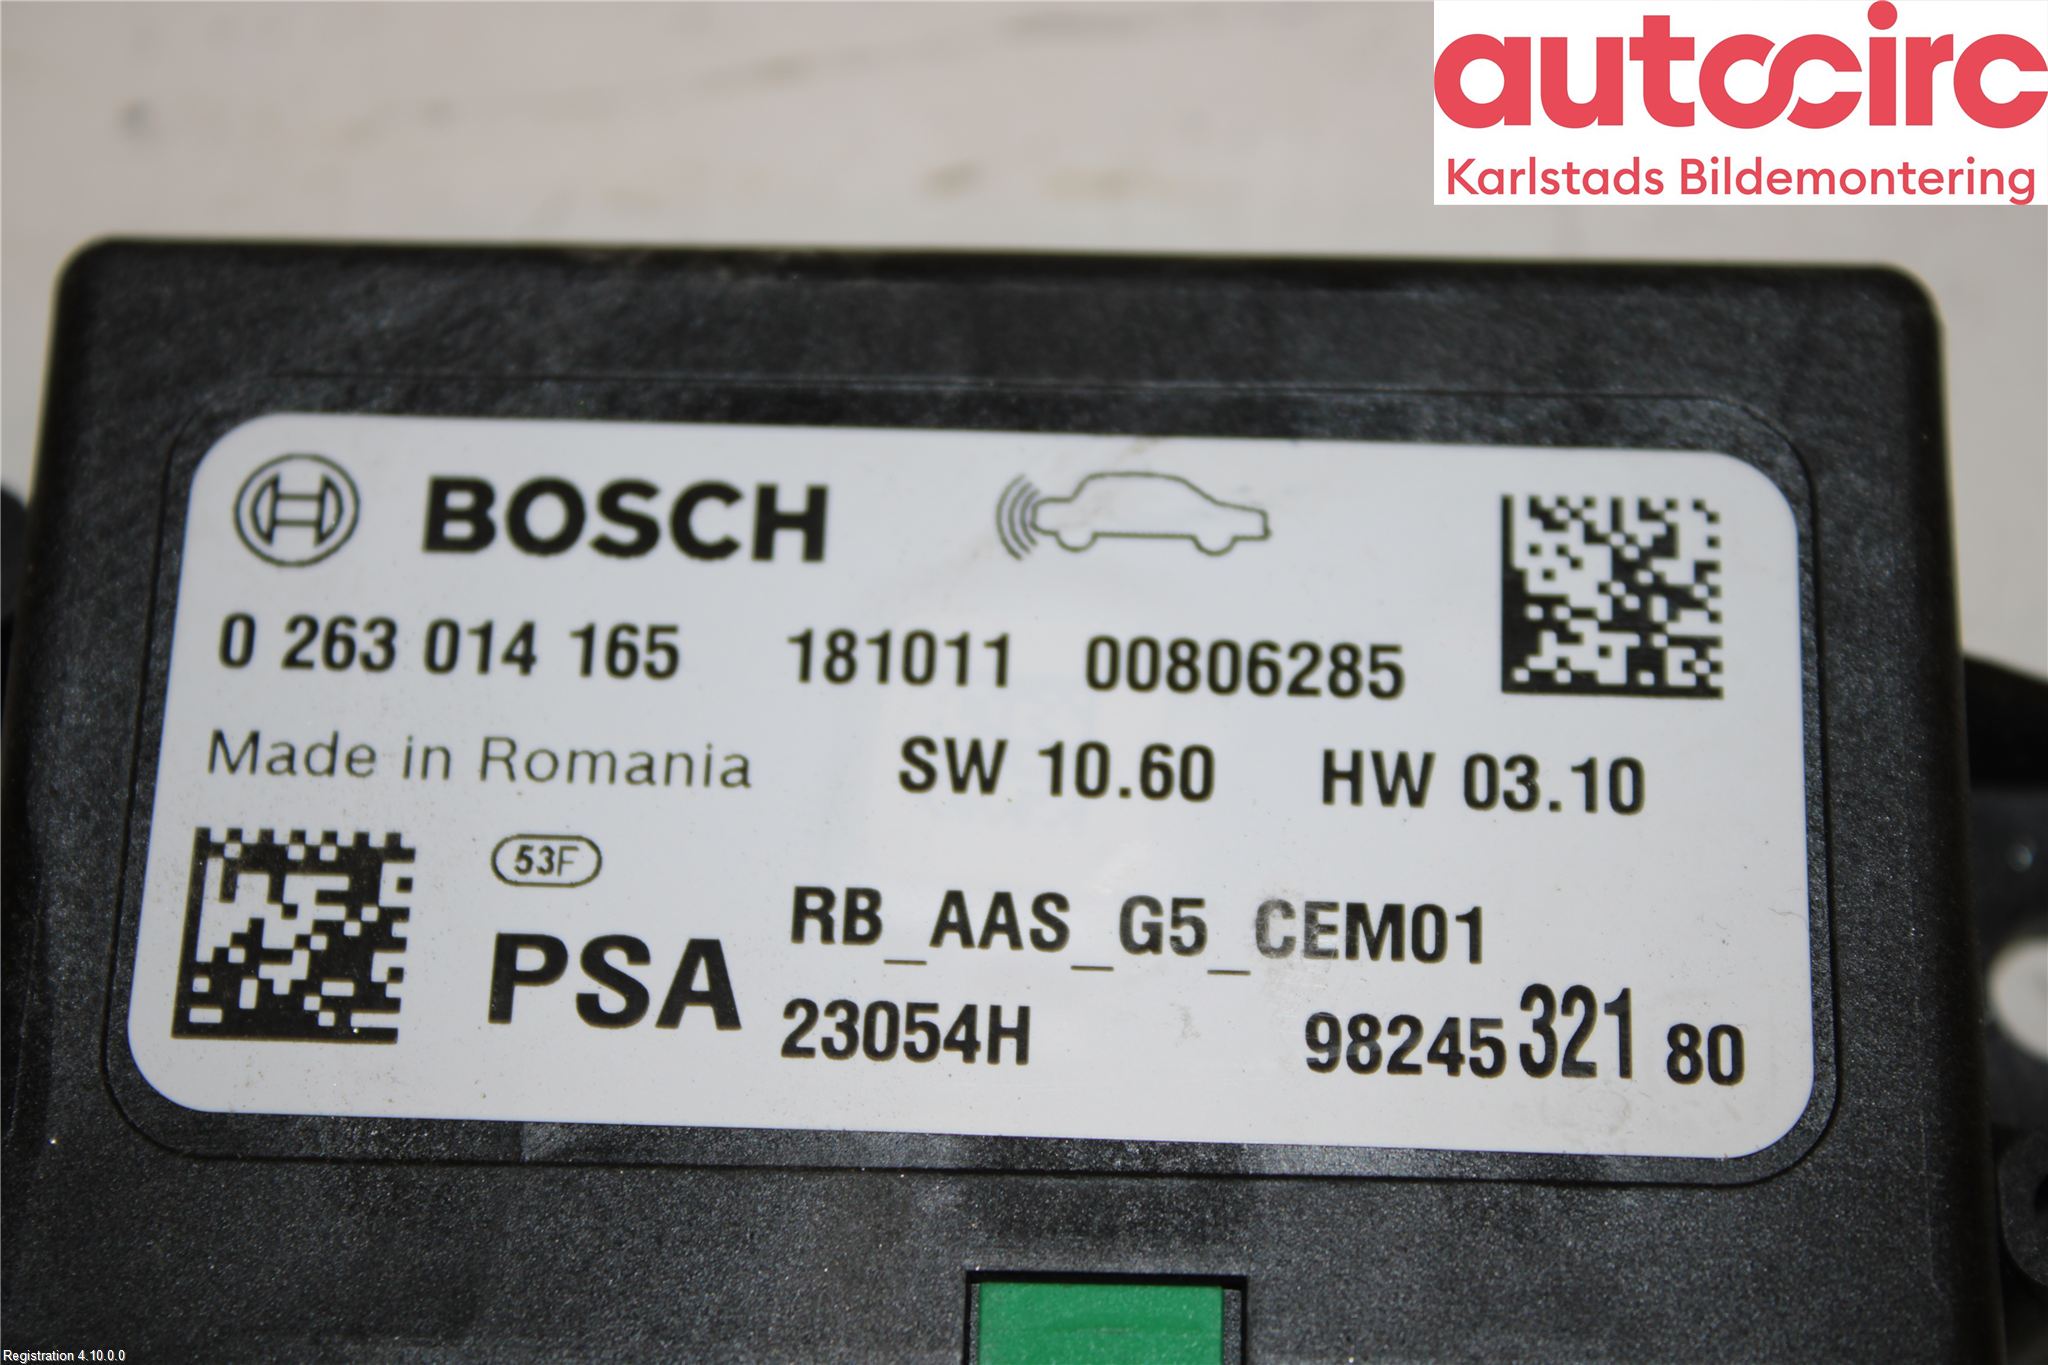 autocirc
Karlstads Bildemontering
BOSCH
0 263 014 165 181011 00806285
Made in Romania SW 10.60 HW 03.10
53F
PSA RB_AAS_G5_CEM01
23054H 98245 321 80
Registration 4.10.0.0